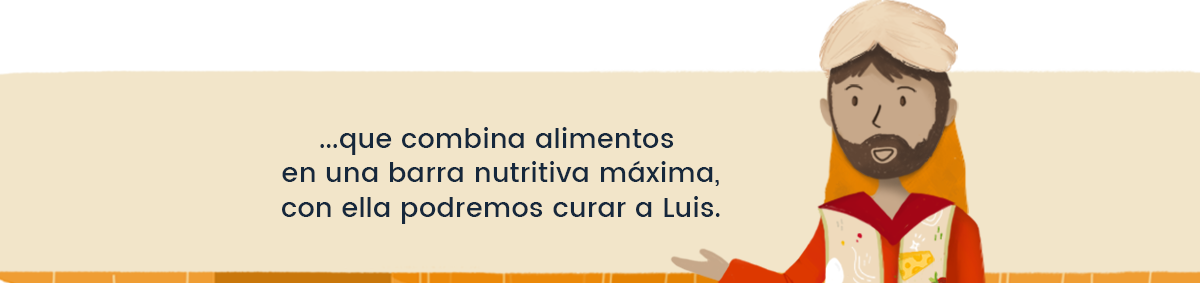 ...que combina alimentos
en una barra nutritiva máxima,
con ella podremos curar a Luis.